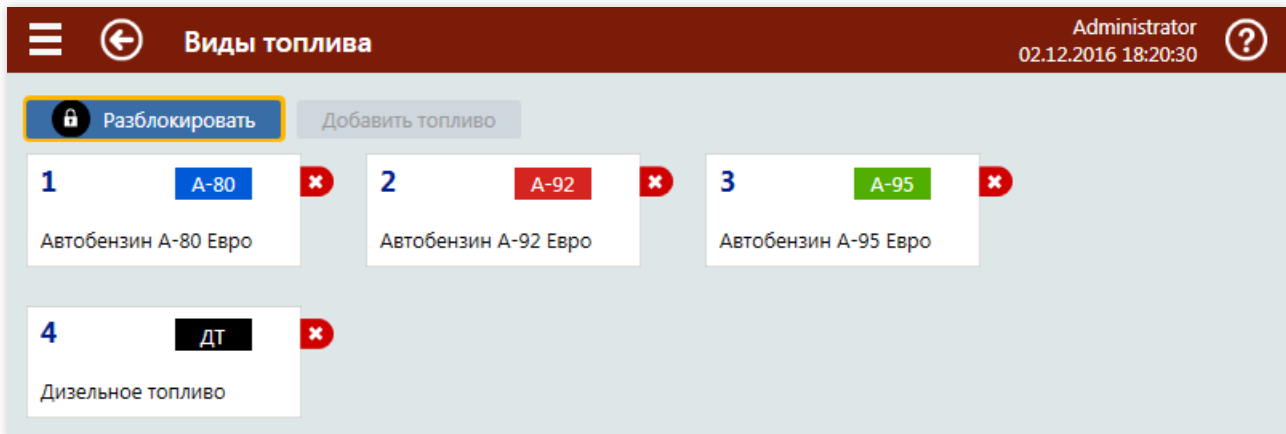 Виды топлива
Administrator
02.12.2016 18:20:30
?
Разблокировать
Добавить топливо
1 А-80
Автобензин А-80 Евро
2 А-92
Автобензин А-92 Евро
3 А-95
Автобензин А-95 Евро
4 ДТ
Дизельное топливо